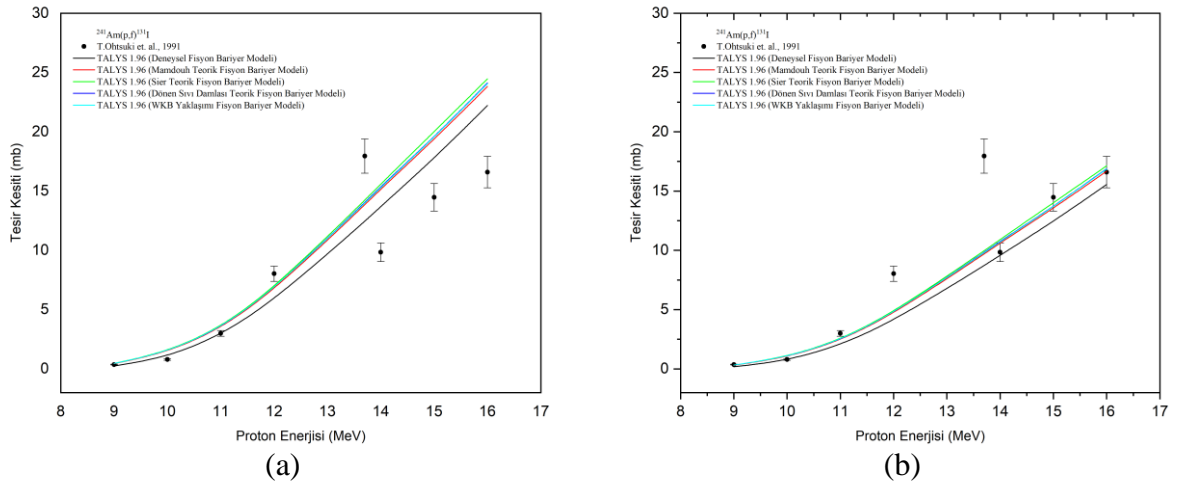 30
25
20
15
10
5
0
Tesir Kesiti (mb)
²⁴¹Am(p,f)¹³¹I
T.Ohtsuki et. al., 1991
TALYS 1.96 (Deneysel Fisyon Bariyer Modeli)
TALYS 1.96 (Mamdouh Teorik Fisyon Bariyer Modeli)
TALYS 1.96 (Sier Teorik Fisyon Bariyer Modeli)
TALYS 1.96 (Dönen Sıvı Damlası Teorik Fisyon Bariyer Modeli)
TALYS 1.96 (WKB Yaklaşımı Fisyon Bariyer Modeli)
8 9 10 11 12 13 14 15 16 17
Proton Enerjisi (MeV)
(a)
30
25
20
15
10
5
0
Tesir Kesiti (mb)
²⁴¹Am(p,f)¹³¹I
T.Ohtsuki et. al., 1991
TALYS 1.96 (Deneysel Fisyon Bariyer Modeli)
TALYS 1.96 (Mamdouh Teorik Fisyon Bariyer Modeli)
TALYS 1.96 (Sier Teorik Fisyon Bariyer Modeli)
TALYS 1.96 (Dönen Sıvı Damlası Teorik Fisyon Bariyer Modeli)
TALYS 1.96 (WKB Yaklaşımı Fisyon Bariyer Modeli)
8 9 10 11 12 13 14 15 16 17
Proton Enerjisi (MeV)
(b)